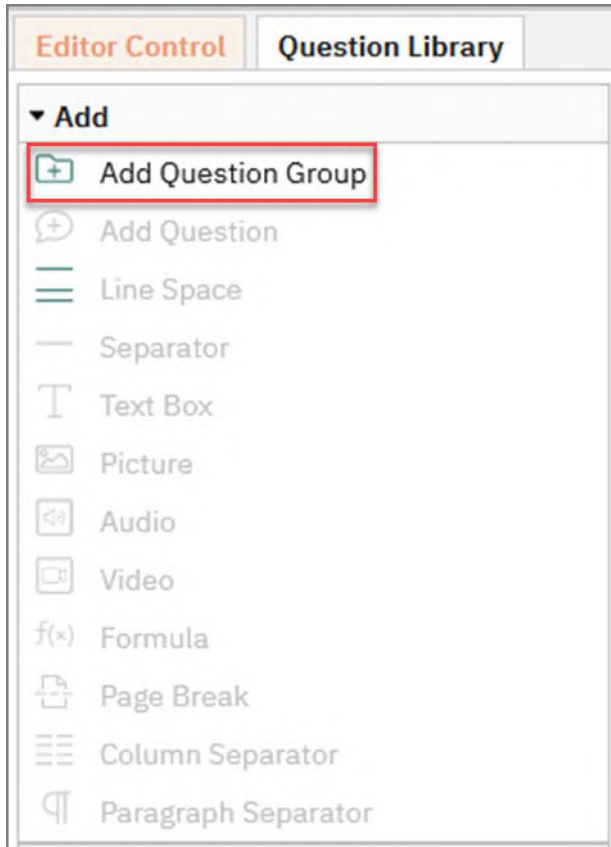 Editor Control Question Library
Add
Add Question Group
Add Question
Line Space
Separator
Text Box
Picture
Audio
Video
f(x) Formula
Page Break
Column Separator
¶ Paragraph Separator